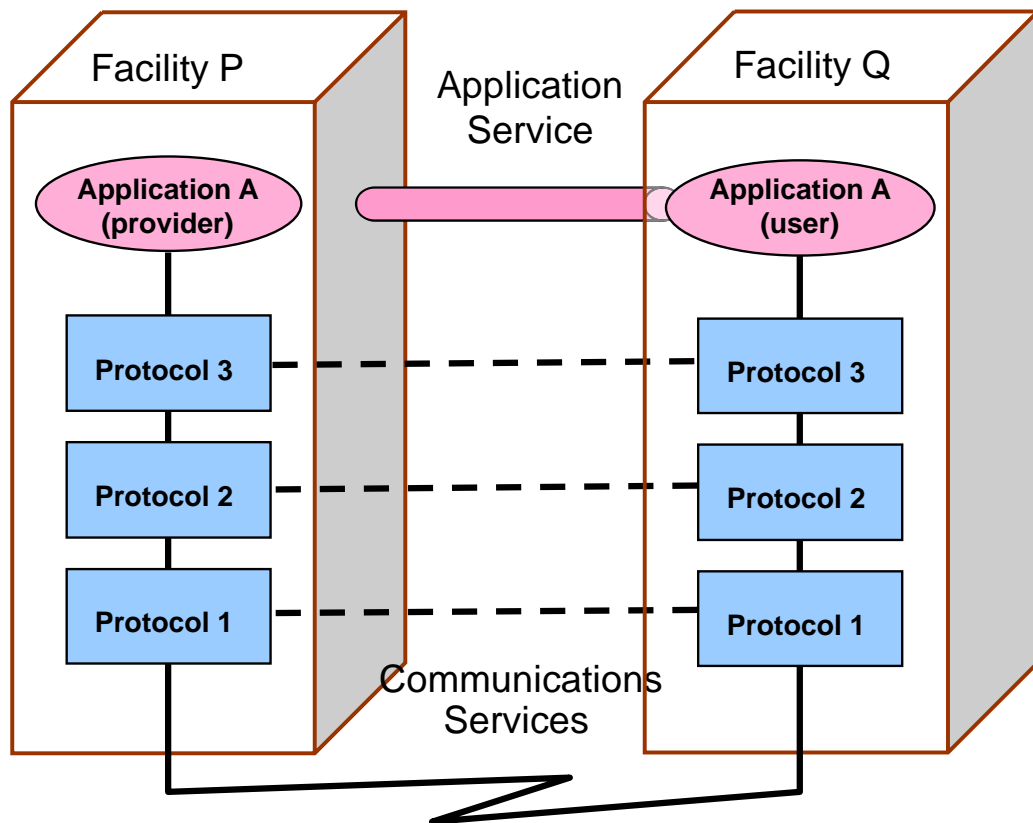 Facility P
Facility Q
Application
Service
Application A
(provider)
Application A
(user)
Protocol 3
Protocol 3
Protocol 2
Protocol 2
Protocol 1
Protocol 1
Communications
Services